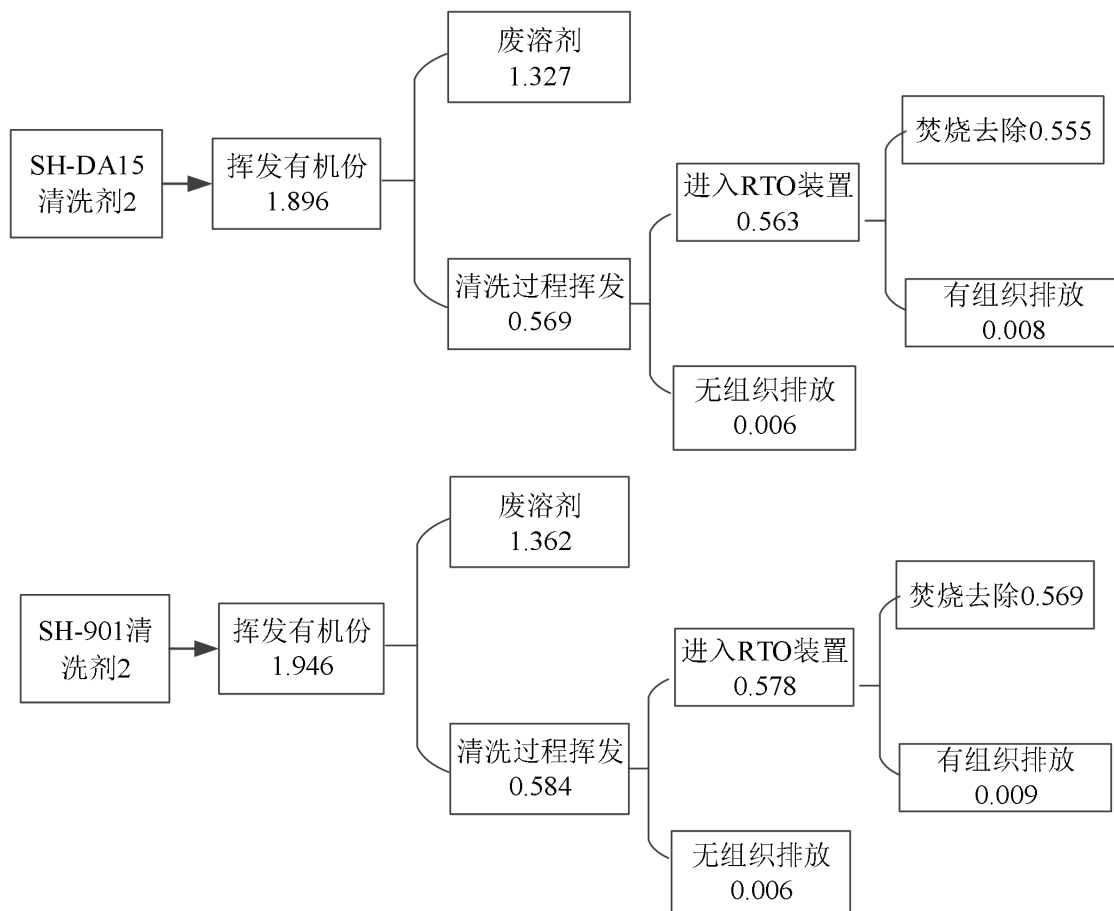 废溶剂
1.327
SH-DA15
清洗剂2
挥发有机份
1.896
清洗过程挥发
0.569
进入RTO装置
0.563
无组织排放
0.006
焚烧去除0.555
有组织排放
0.008
废溶剂
1.362
SH-901清
洗剂2
挥发有机份
1.946
清洗过程挥发
0.584
进入RTO装置
0.578
无组织排放
0.006
焚烧去除0.569
有组织排放
0.009